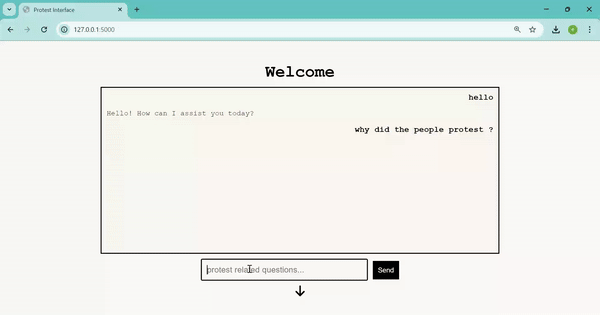 Protest Interface
127.0.0.1:5000
Welcome
hello
Hello! How can I assist you today?
why did the people protest ?
protest related questions...
Send